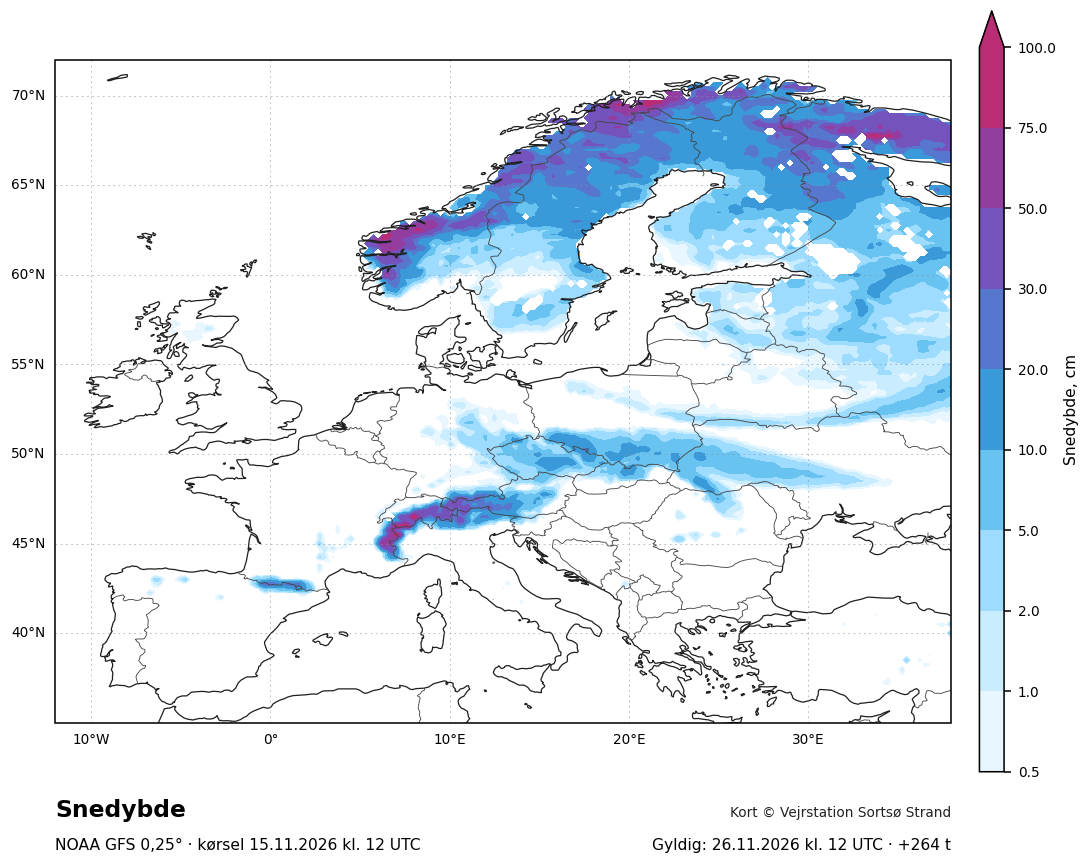 70°N
65°N
60°N
55°N
50°N
45°N
40°N
10°W
0°
10°E
20°E
30°E
100.0
75.0
50.0
30.0
20.0
10.0
5.0
2.0
1.0
0.5
Snedybde, cm
Snedybde
Kort © Vejrstation Sortsø Strand
NOAA GFS 0,25° · kørsel 15.11.2026 kl. 12 UTC
Gyldig: 26.11.2026 kl. 12 UTC · +264 t